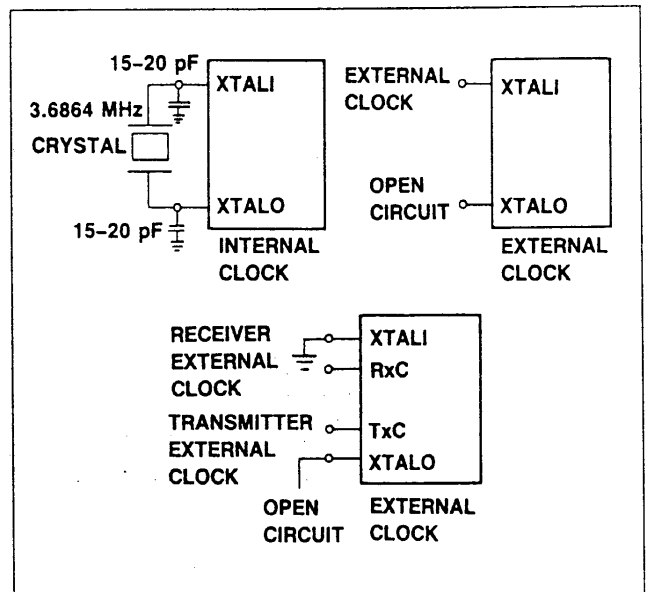 15–20 pF
XTALI
3.6864 MHz
CRYSTAL
XTALO
15–20 pF
INTERNAL
CLOCK
EXTERNAL
CLOCK
XTALI
OPEN
CIRCUIT
XTALO
EXTERNAL
CLOCK
RECEIVER
EXTERNAL
CLOCK
XTALI
RxC
TRANSMITTER
EXTERNAL
CLOCK
TxC
XTALO
OPEN
CIRCUIT
EXTERNAL
CLOCK